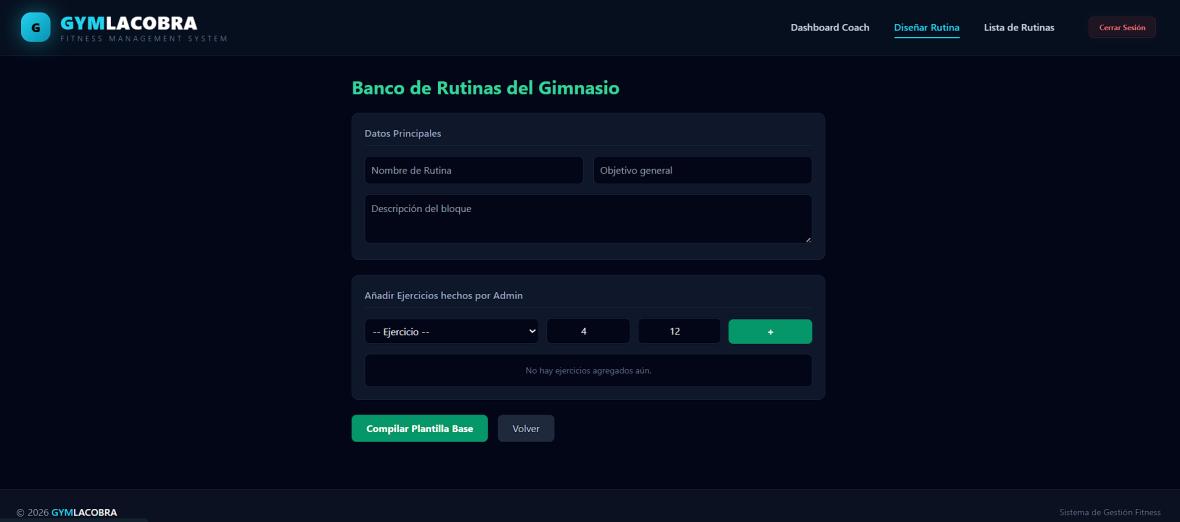 G
GYMLACOBRA
FITNESS MANAGEMENT SYSTEM
Dashboard Coach
Diseñar Rutina
Lista de Rutinas
Cerrar Sesión
Banco de Rutinas del Gimnasio
Datos Principales
Nombre de Rutina
Objetivo general
Descripción del bloque
Añadir Ejercicios hechos por Admin
-- Ejercicio --
4
12
+
No hay ejercicios agregados aún.
Compilar Plantilla Base
Volver
© 2026 GYMLACOBRA
Sistema de Gestión Fitness